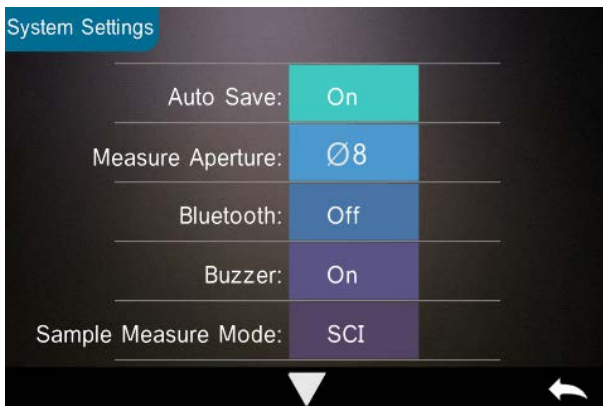 System Settings
Auto Save: On
Measure Aperture: Ø8
Bluetooth: Off
Buzzer: On
Sample Measure Mode: SCI